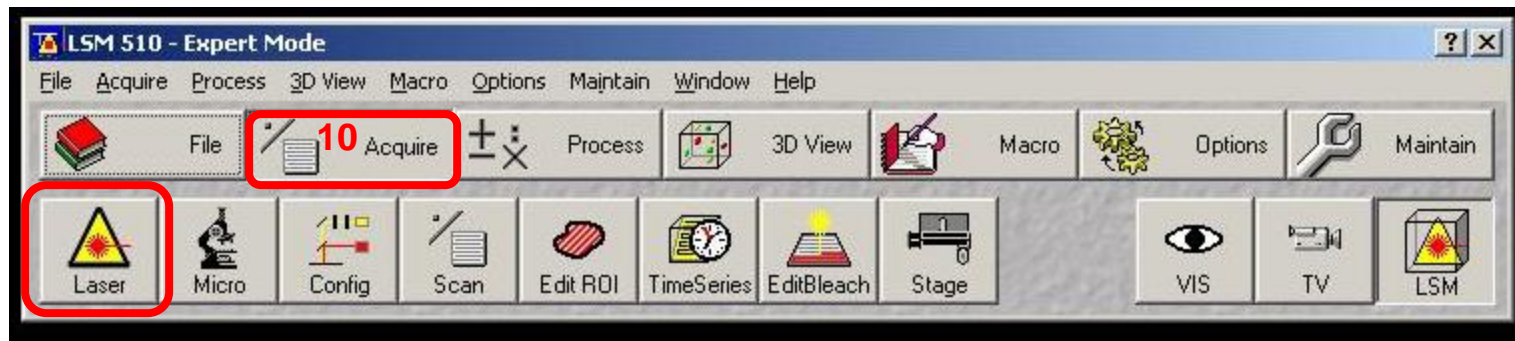 LSM 510 - Expert Mode
File Acquire Process 3D View Macro Options Maintain Window Help
File 10 Acquire Process 3D View Macro Options Maintain
Laser Micro Config Scan Edit ROI TimeSeries EditBleach Stage VIS TV LSM